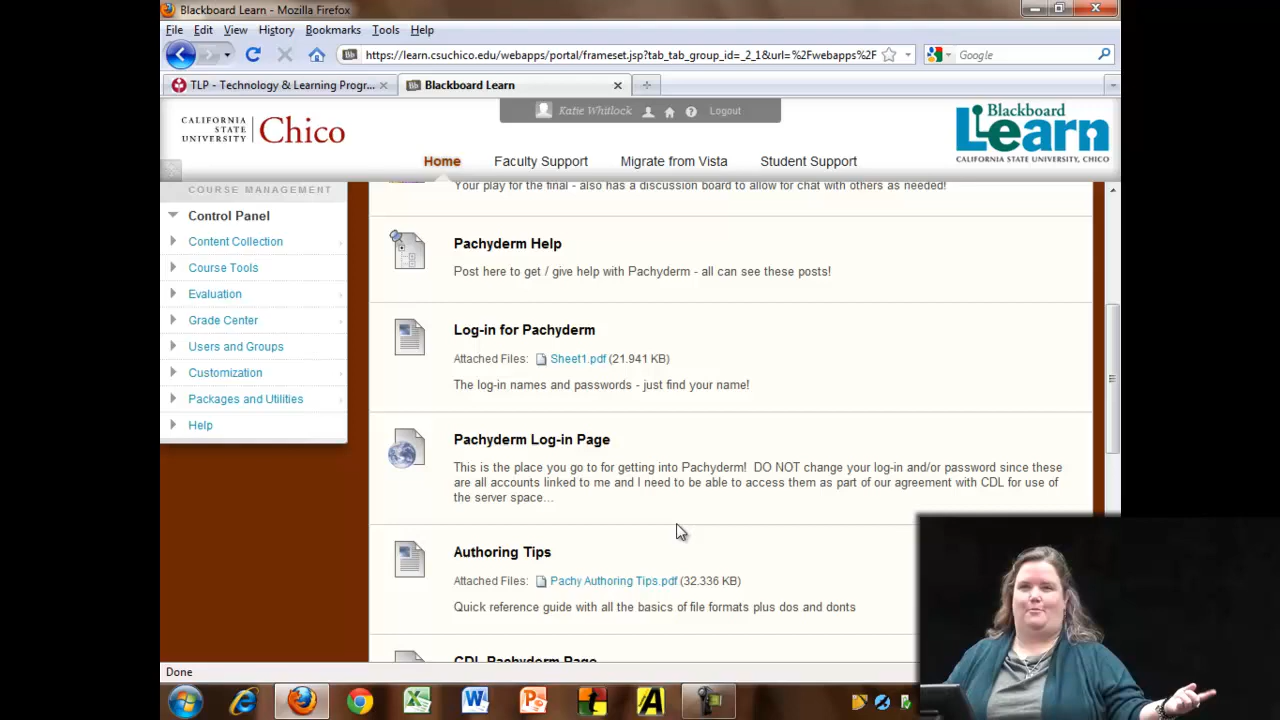 Blackboard Learn - Mozilla Firefox
File Edit View History Bookmarks Tools Help
https://learn.csuchico.edu/webapps/portal/frameset.jsp?tab_tab_group_id=_2_1&url=%2Fwebapps%2F
Google
TLP - Technology & Learning Progr...
Blackboard Learn
Katie Whitlock
Logout
CALIFORNIA
STATE
UNIVERSITY,
Chico
Blackboard
Learn
CALIFORNIA STATE UNIVERSITY, CHICO
Home Faculty Support Migrate from Vista Student Support
COURSE MANAGEMENT
Control Panel
Content Collection
Course Tools
Evaluation
Grade Center
Users and Groups
Customization
Packages and Utilities
Help
Your play for the final - also has a discussion board to allow for chat with others as needed!
Pachyderm Help
Post here to get / give help with Pachyderm - all can see these posts!
Log-in for Pachyderm
Attached Files: Sheet1.pdf (21.941 KB)
The log-in names and passwords - just find your name!
Pachyderm Log-in Page
This is the place you go to for getting into Pachyderm! DO NOT change your log-in and/or password since these
are all accounts linked to me and I need to be able to access them as part of our agreement with CDL for use of
the server space...
Authoring Tips
Attached Files: Pachy Authoring Tips.pdf (32.336 KB)
Quick reference guide with all the basics of file formats plus dos and donts
CDL Pachyderm Page
Done